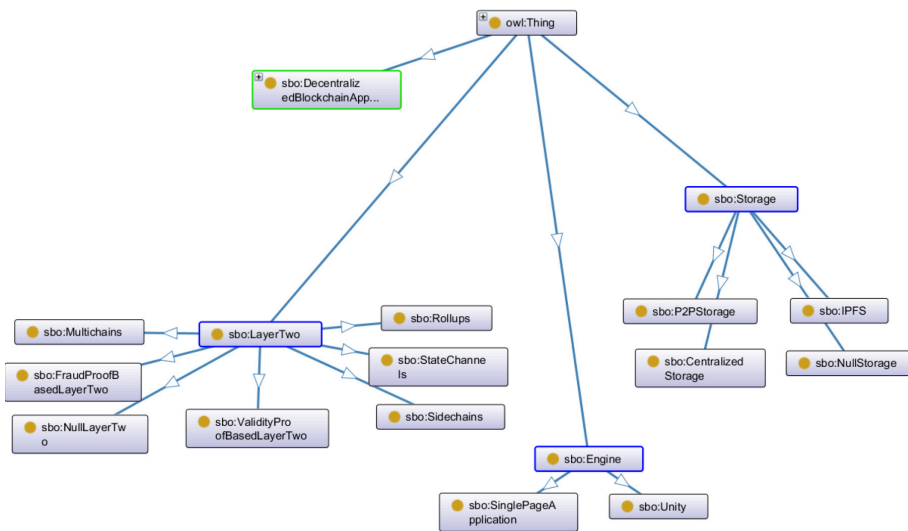 owl:Thing
sbo:Decentraliz
edBlockchainApp...
sbo:Storage
sbo:P2PStorage
sbo:IPFS
sbo:Centralized
Storage
sbo:NullStorage
sbo:Multichains
sbo:LayerTwo
sbo:Rollups
sbo:FraudProofB
asedLayerTwo
sbo:StateChanne
ls
sbo:NullLayerTw
o
sbo:ValidityPro
ofBasedLayerTwo
sbo:Sidechains
sbo:Engine
sbo:SinglePageA
pplication
sbo:Unity